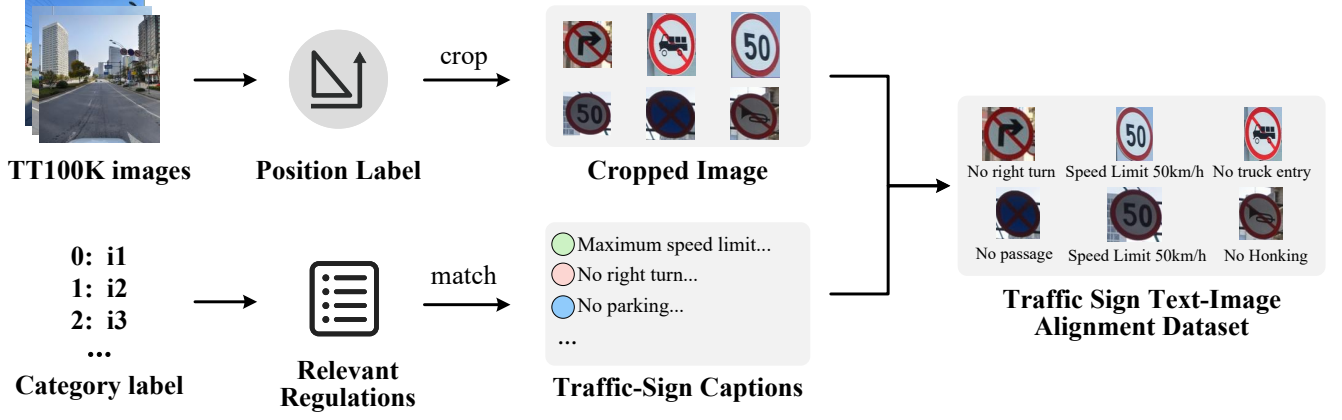 crop
50
50
TT100K images
Position Label
Cropped Image
50
No right turn
Speed Limit 50km/h
No truck entry
50
No passage
Speed Limit 50km/h
No Honking
Traffic Sign Text-Image
Alignment Dataset
0: i1
1: i2
2: i3
...
Category label
Relevant
Regulations
match
Maximum speed limit...
No right turn...
No parking...
...
Traffic-Sign Captions